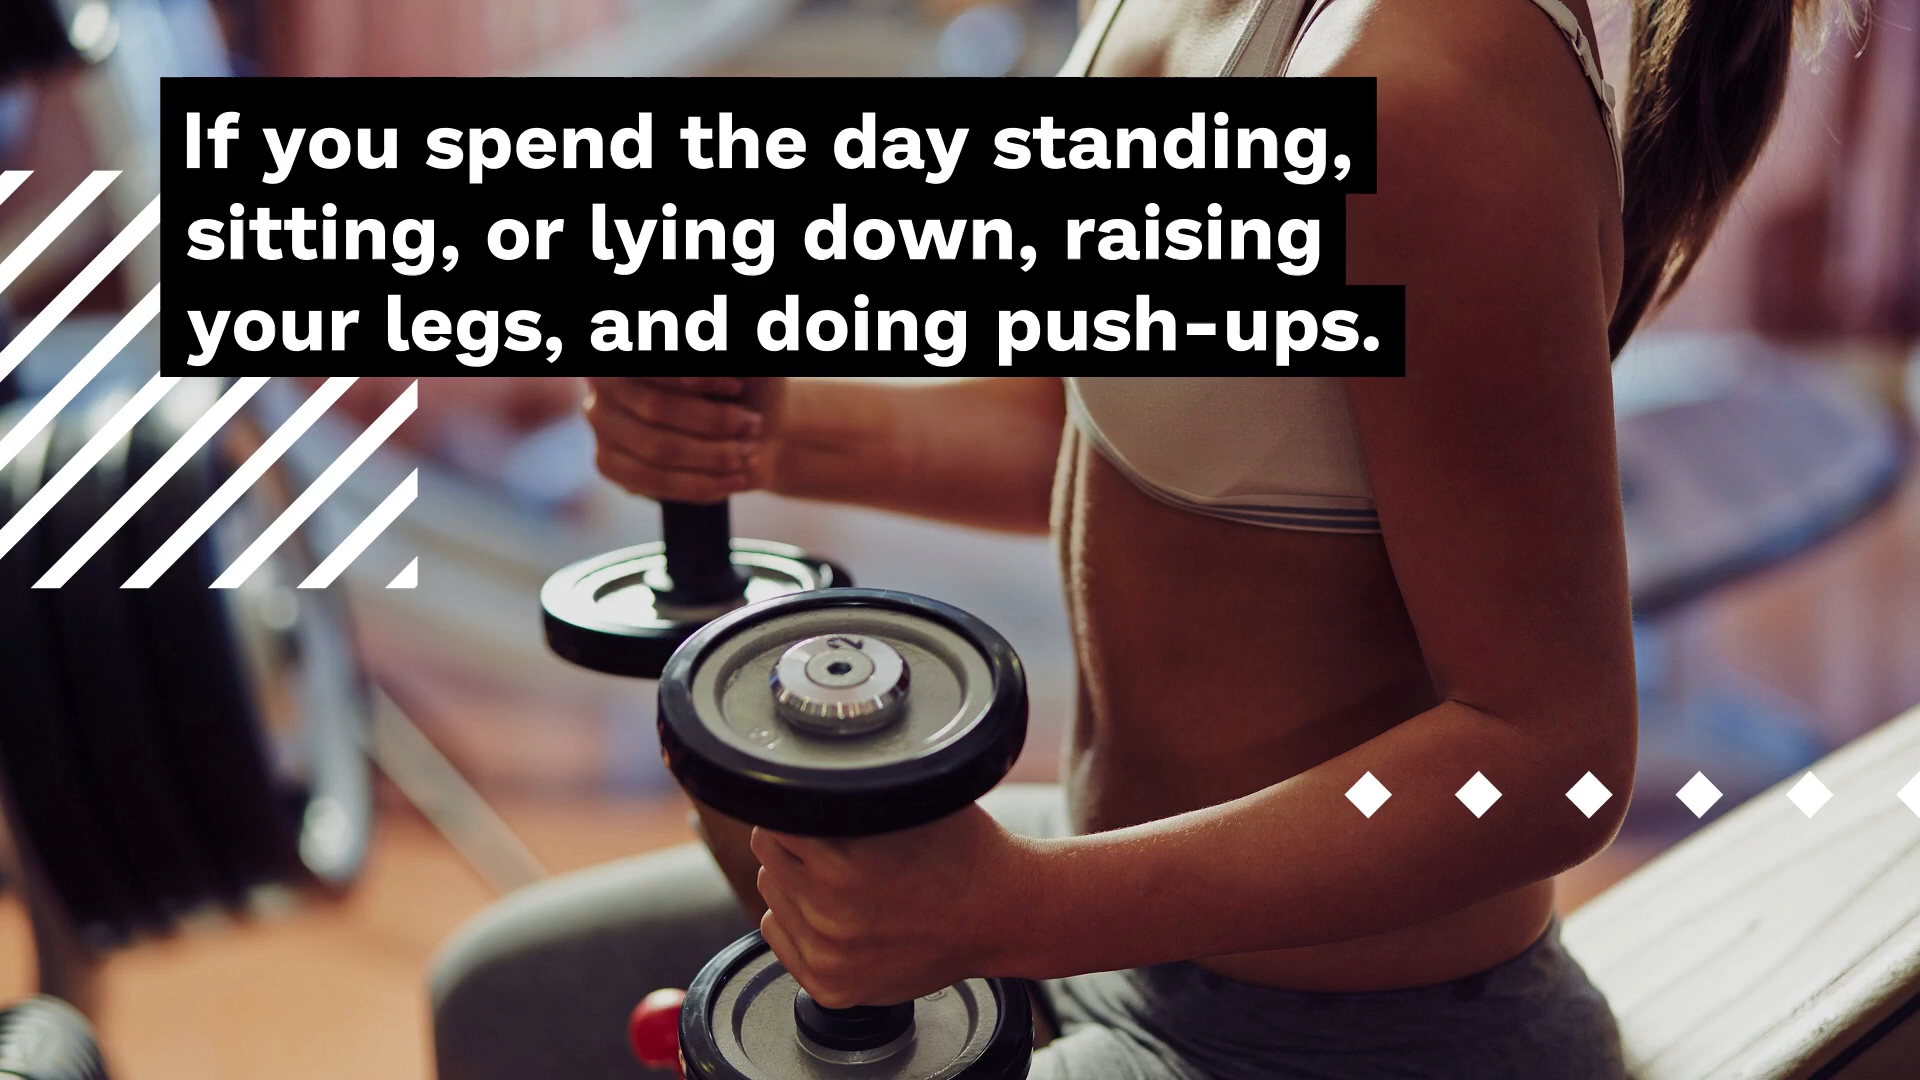 If you spend the day standing,
sitting, or lying down, raising
your legs, and doing push-ups.